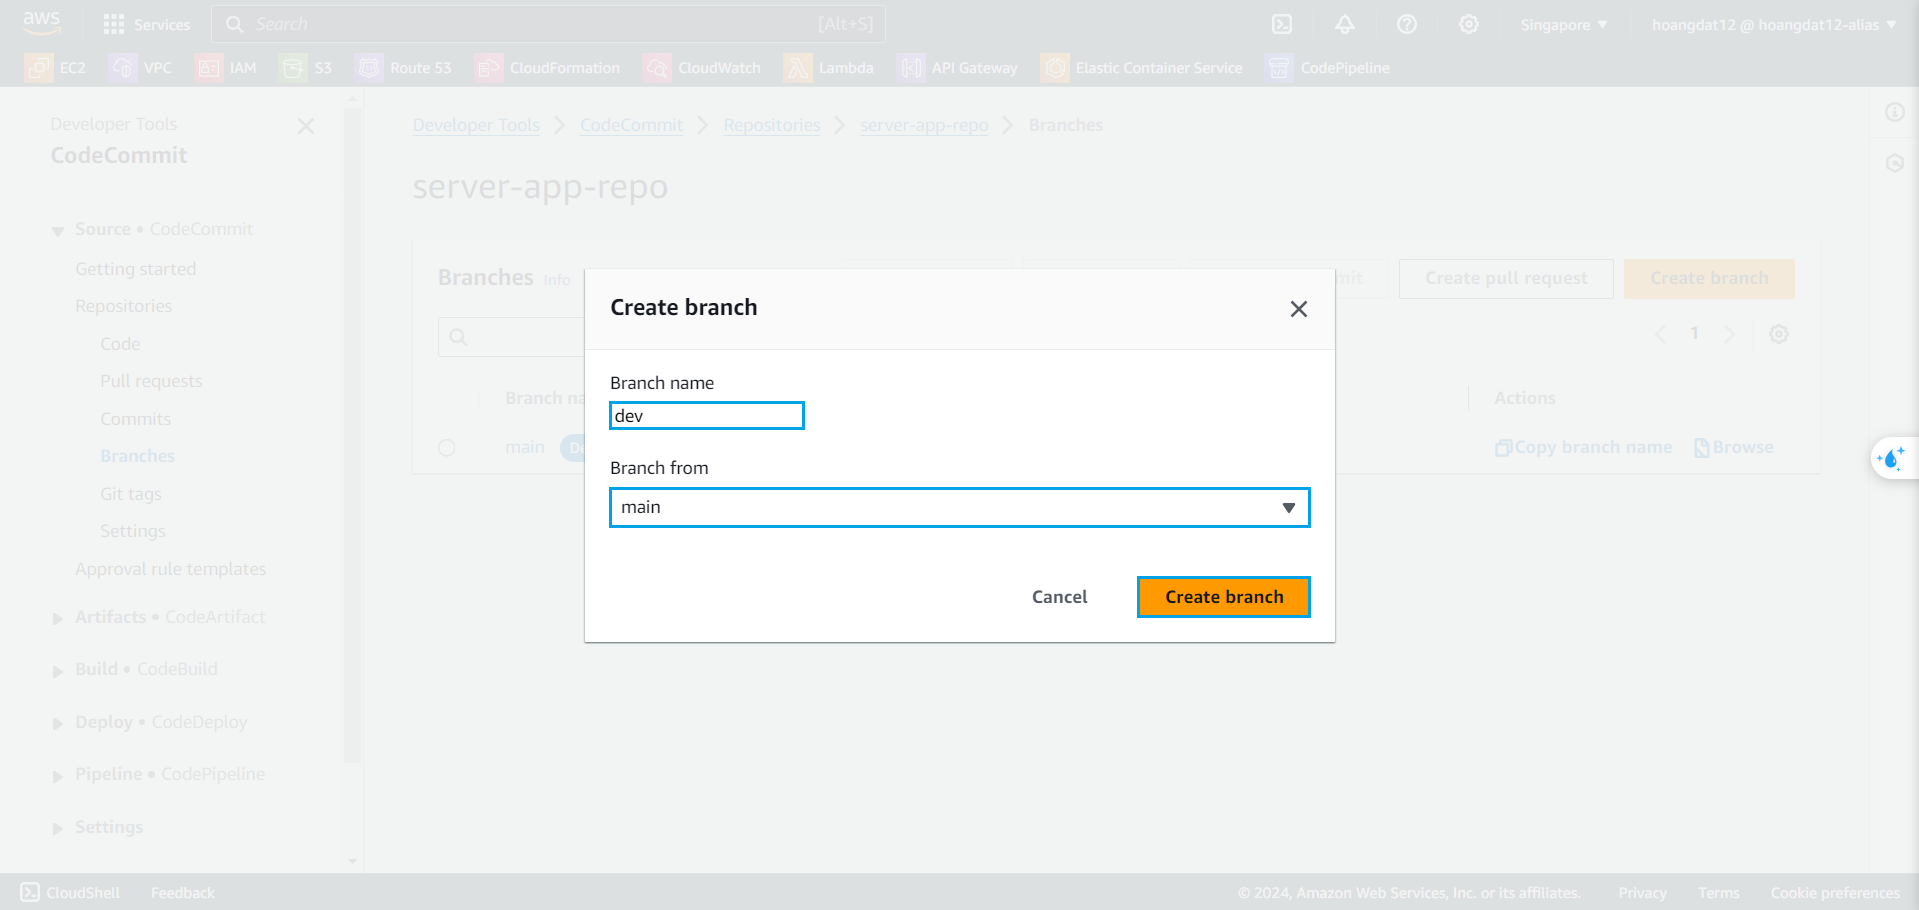 aws
Services
Search
[Alt+S]
Singapore
hoangdat12 @ hoangdat12-alias
EC2
VPC
IAM
S3
Route 53
CloudFormation
CloudWatch
Lambda
API Gateway
Elastic Container Service
CodePipeline
Developer Tools
CodeCommit
Source • CodeCommit
Getting started
Repositories
Code
Pull requests
Commits
Branches
Git tags
Settings
Approval rule templates
Artifacts • CodeArtifact
Build • CodeBuild
Deploy • CodeDeploy
Pipeline • CodePipeline
Settings
Developer Tools
CodeCommit
Repositories
server-app-repo
Branches
server-app-repo
Branches Info
Create pull request
Create branch
1
Branch
Actions
main
Copy branch name
Browse
Create branch
Branch name
dev
Branch from
main
Cancel
Create branch
CloudShell
Feedback
© 2024, Amazon Web Services, Inc. or its affiliates.
Privacy
Terms
Cookie preferences